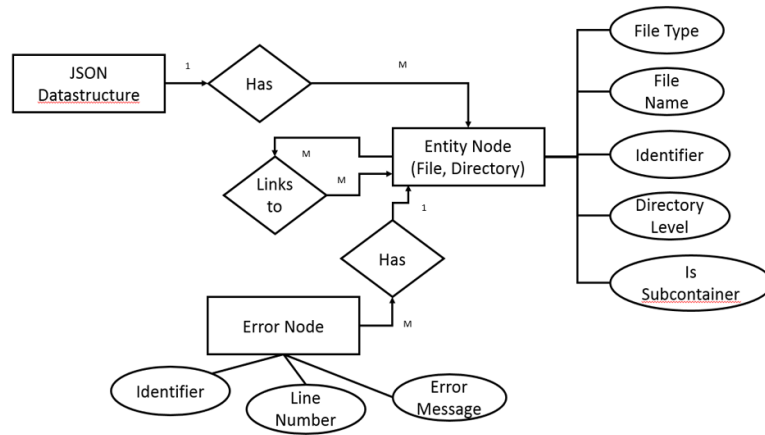 JSON
Datastructure
1
Has
M
File Type
File
Name
Entity Node
(File, Directory)
Identifier
M
Links
to
M
Directory
Level
1
Has
Is
Subcontainer
Error Node
M
Identifier
Line
Number
Error
Message